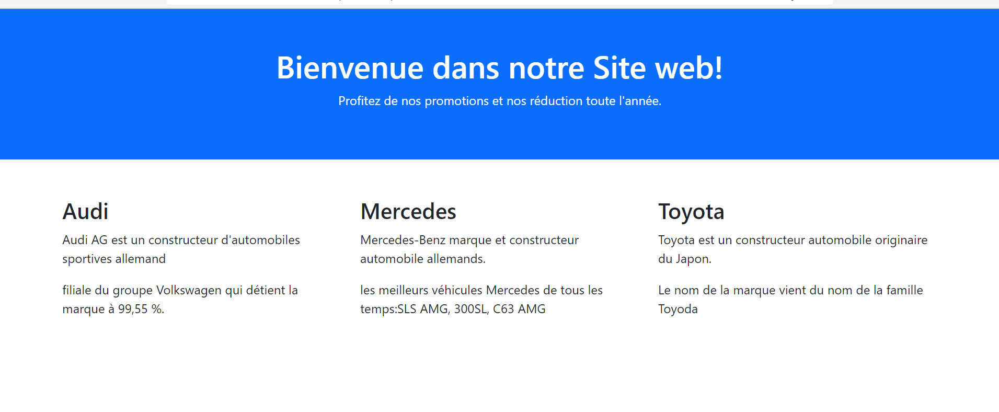 Bienvenue dans notre Site web!
Profitez de nos promotions et nos réduction toute l'année.
Audi
Audi AG est un constructeur d'automobiles
sportives allemand
filiale du groupe Volkswagen qui détient la
marque à 99,55 %.
Mercedes
Mercedes-Benz marque et constructeur
automobile allemands.
les meilleurs véhicules Mercedes de tous les
temps:SLS AMG, 300SL, C63 AMG
Toyota
Toyota est un constructeur automobile originaire
du Japon.
Le nom de la marque vient du nom de la famille
Toyoda